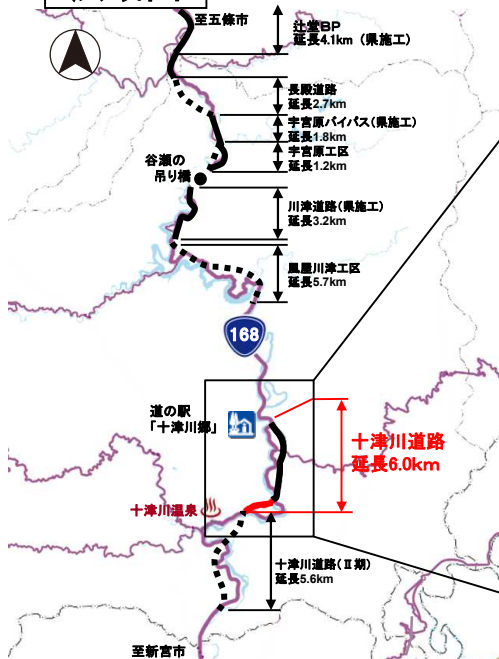 至五條市
辻堂BP
延長4.1km（県施工）
長殿道路
延長2.7km
宇宮原バイパス(県施工)
延長1.8km
宇宮原工区
延長1.2km
谷瀬の
吊り橋
川津道路(県施工)
延長3.2km
風屋川津工区
延長5.7km
168
道の駅
「十津川郷」
十津川道路
延長6.0km
十津川温泉
十津川道路(Ⅱ期)
延長5.6km
至新宮市